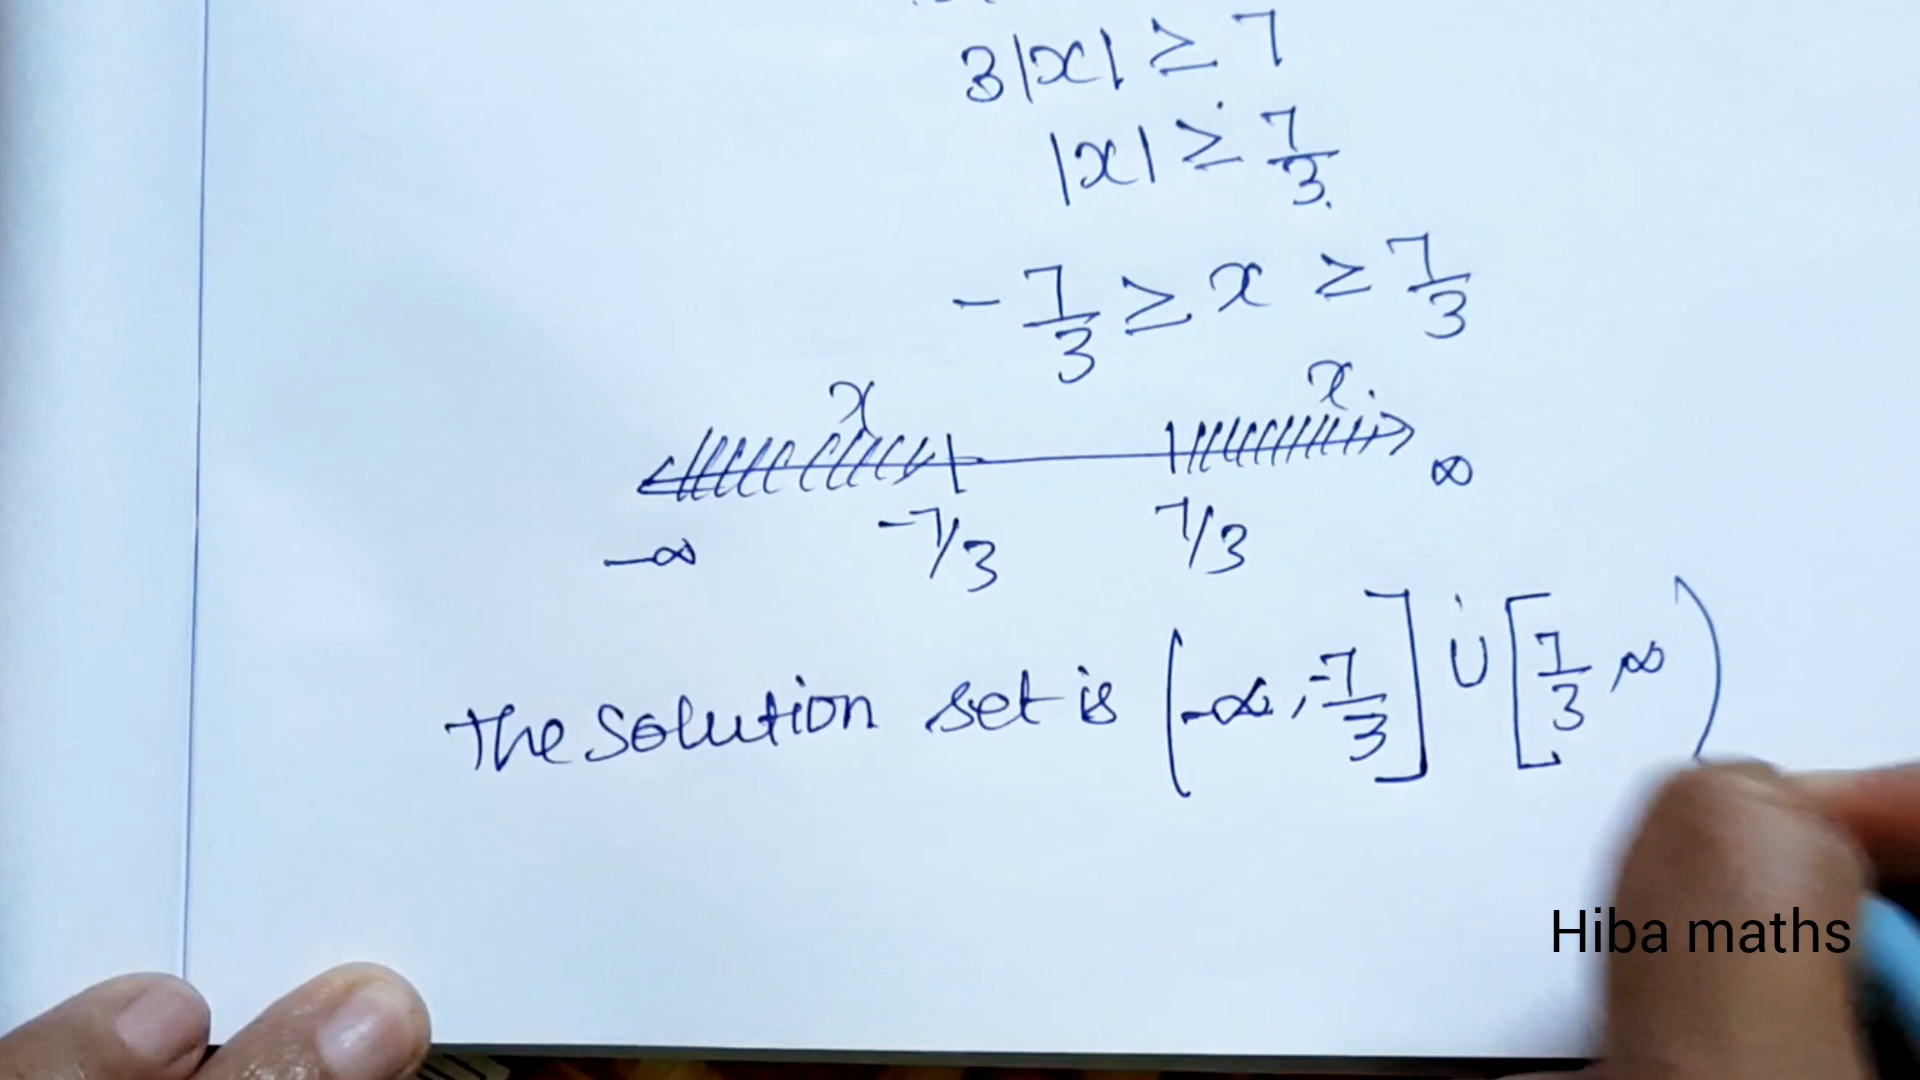 3|x| ≥ 7
|x| ≥ 7/3
-7/3 ≥ x ≥ 7/3
x x
-∞ -7/3 7/3 ∞
The solution set is (-∞, -7/3] ∪ [7/3, ∞)
Hiba maths